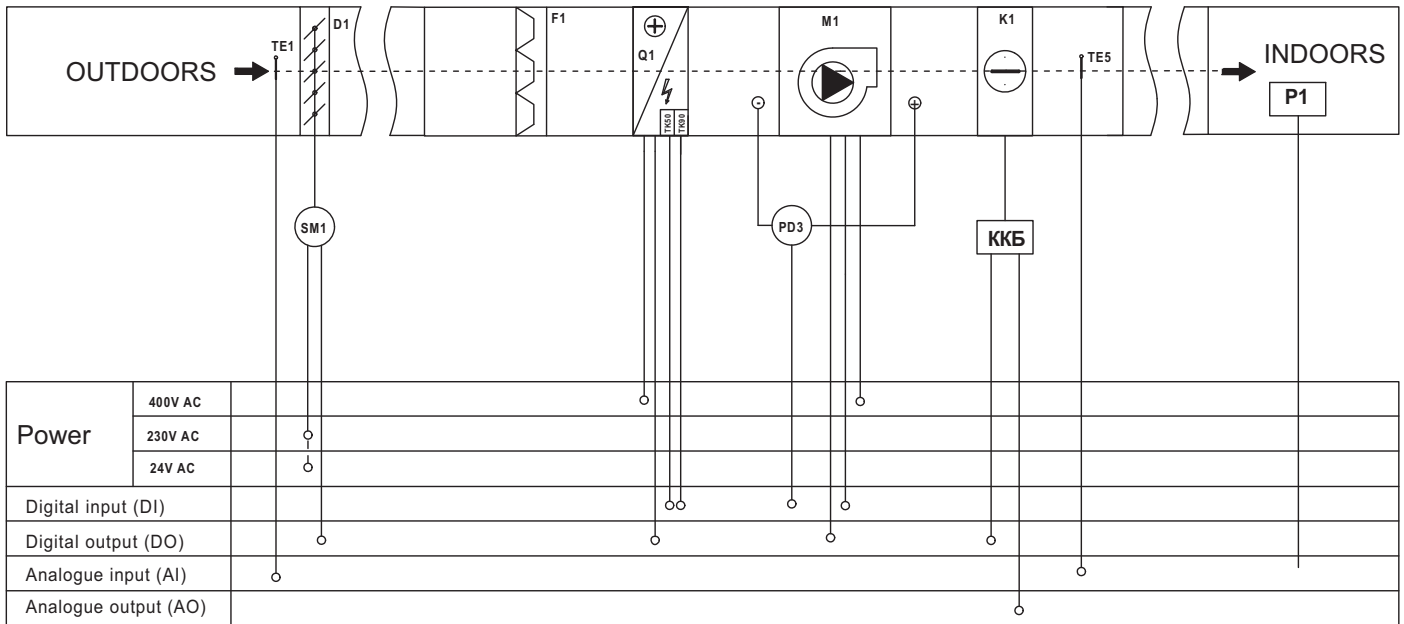 OUTDOORS
TE1
D1
F1
Q1
TK50
TK90
M1
-
+
K1
TE5
INDOORS
P1
SM1
PD3
ККБ
Power
400V AC
230V AC
24V AC
Digital input (DI)
Digital output (DO)
Analogue input (AI)
Analogue output (AO)